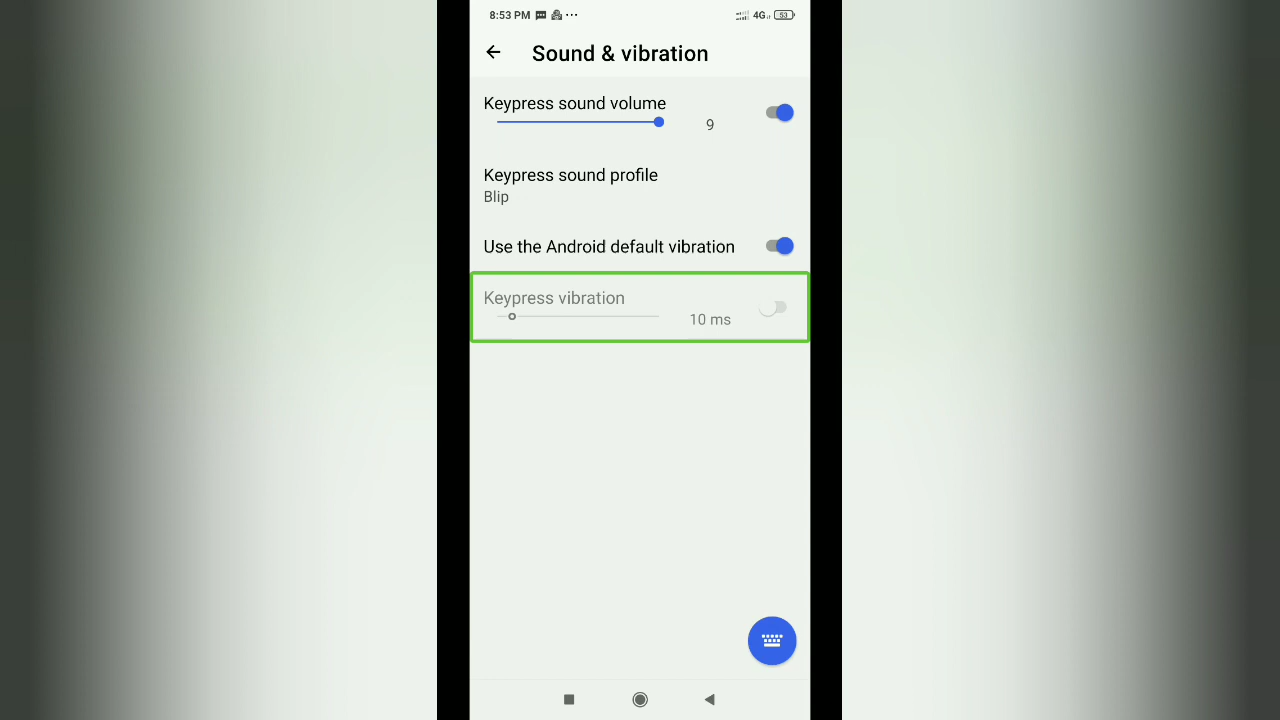 8:53 PM 4G 53
Sound & vibration
Keypress sound volume
9
Keypress sound profile
Blip
Use the Android default vibration
Keypress vibration
10 ms